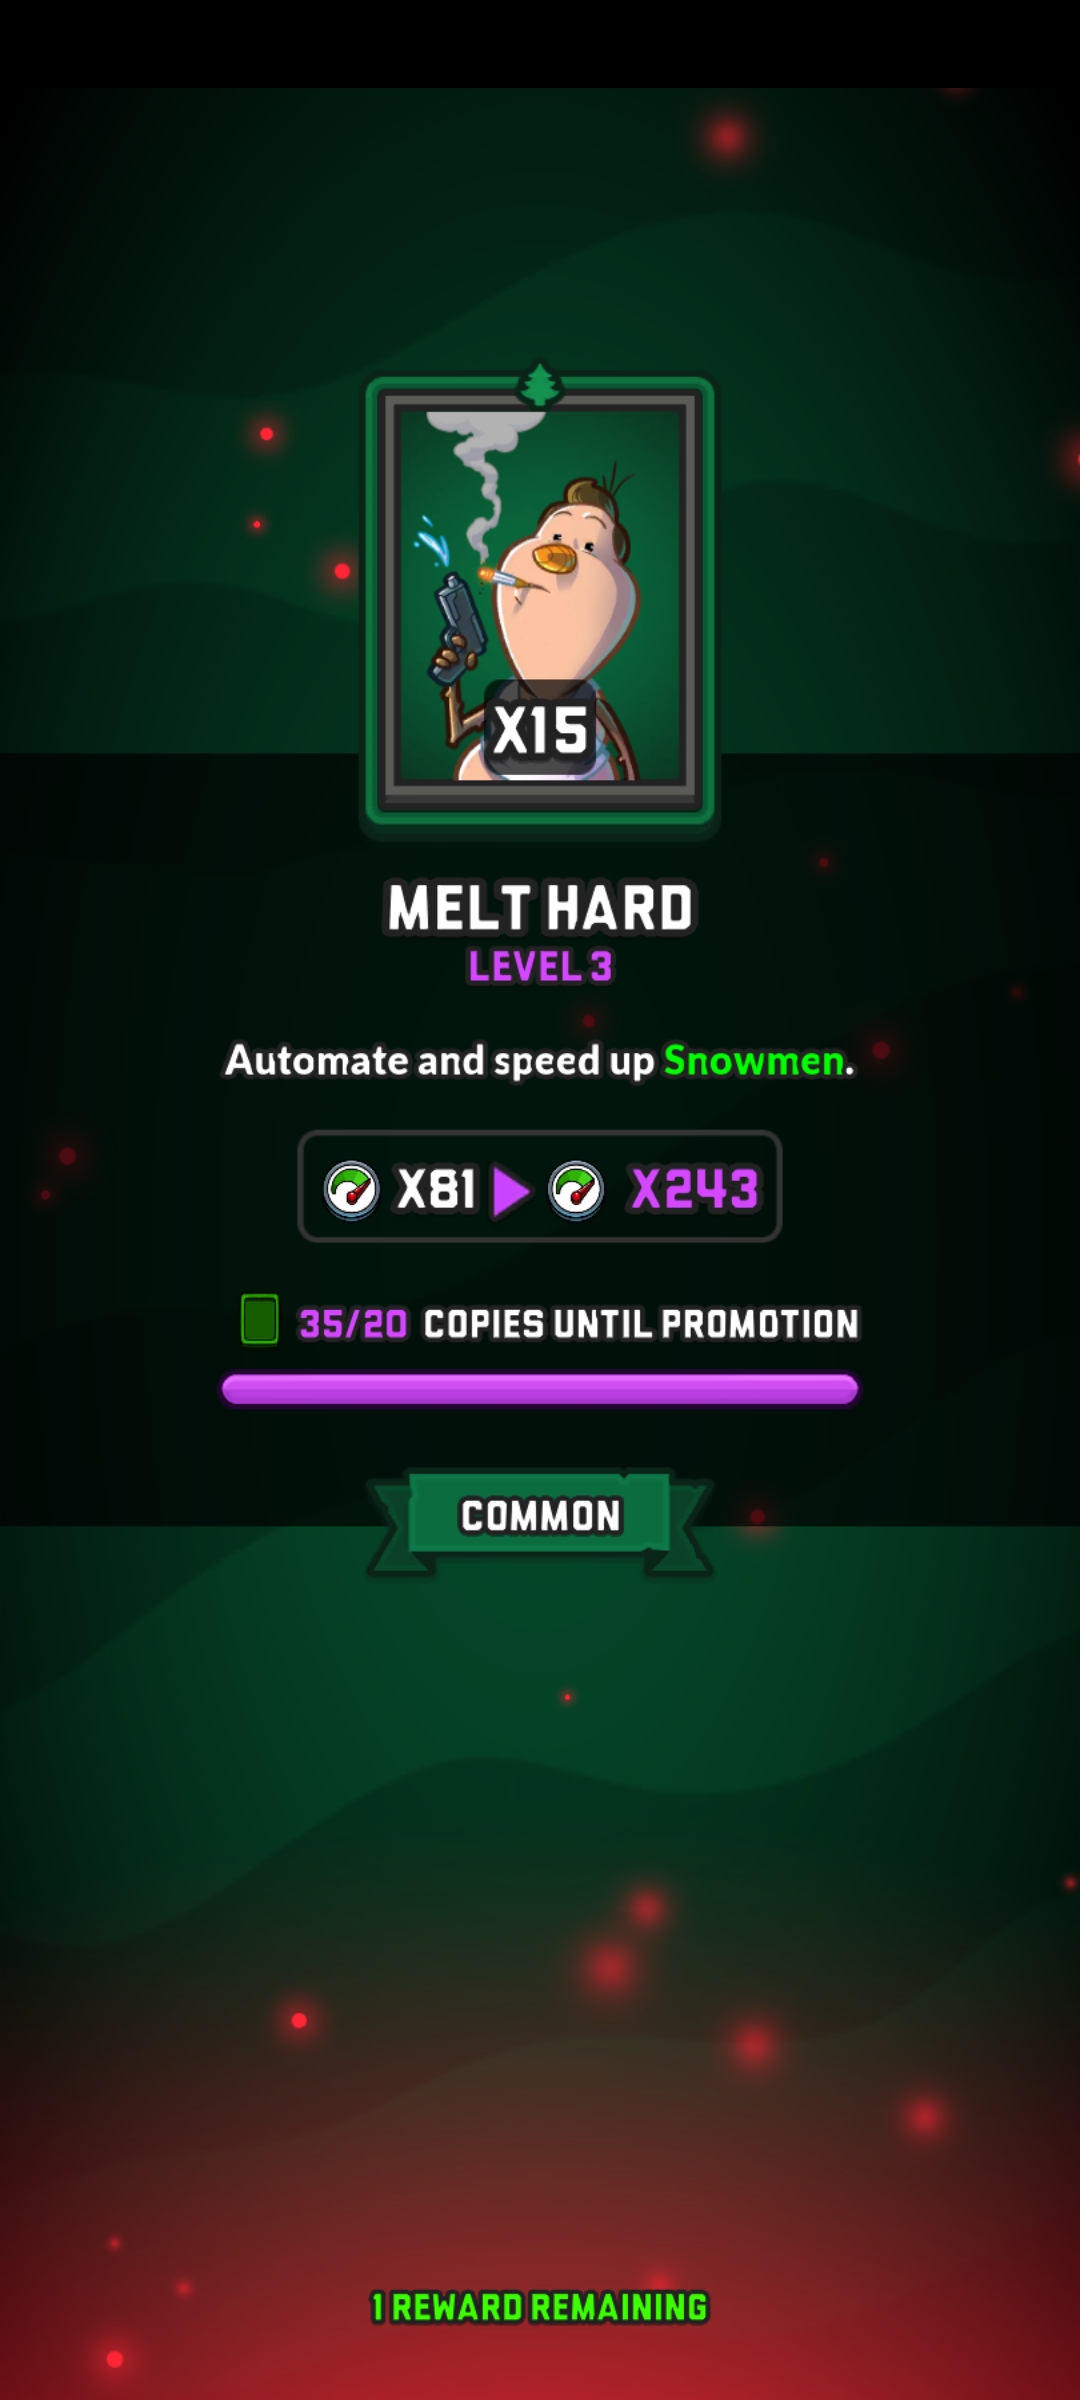 X15
MELT HARD
LEVEL 3
Automate and speed up Snowmen.
X81 X243
35/20 COPIES UNTIL PROMOTION
COMMON
1 REWARD REMAINING